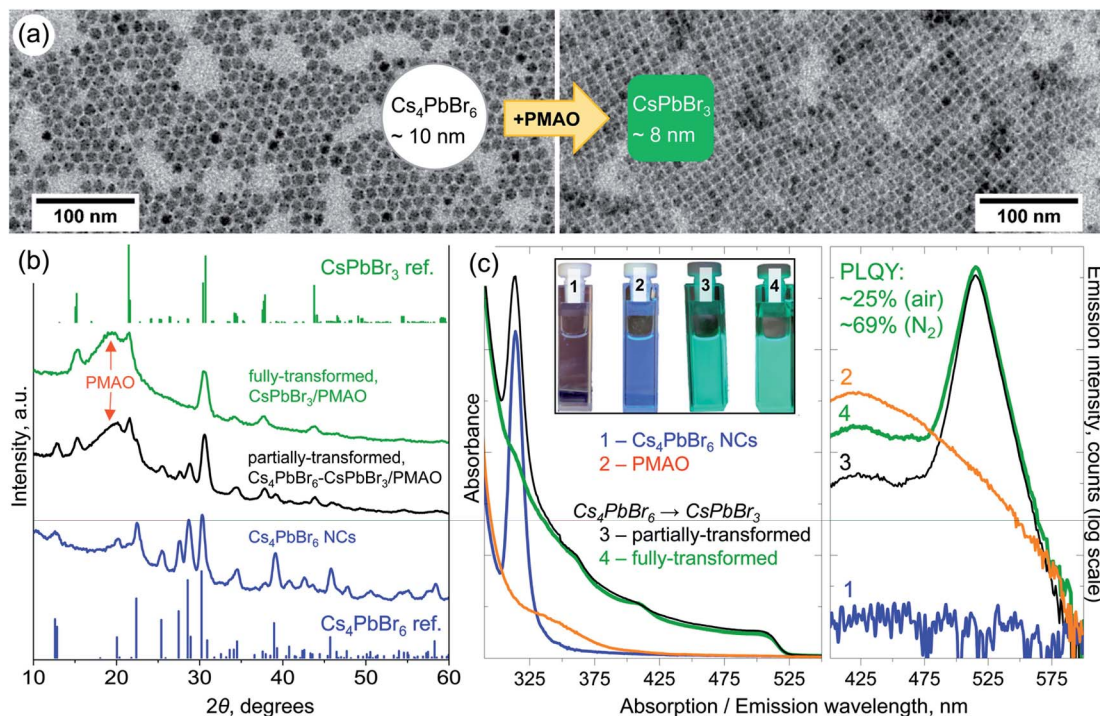 (a)
Cs₄PbBr₆
~ 10 nm
+PMAO
CsPbBr₃
~ 8 nm
100 nm
100 nm
(b)
CsPbBr₃ ref.
PMAO
fully-transformed,
CsPbBr₃/PMAO
partially-transformed,
Cs₄PbBr₆-CsPbBr₃/PMAO
Cs₄PbBr₆ NCs
Cs₄PbBr₆ ref.
Intensity, a.u.
10 20 30 40 50 60
2θ, degrees
(c)
1 2 3 4
1 – Cs₄PbBr₆ NCs
2 – PMAO
Cs₄PbBr₆ → CsPbBr₃
3 – partially-transformed
4 – fully-transformed
Absorbance
325 375 425 475 525
PLQY:
~25% (air)
~69% (N₂)
2
4
3
1
425 475 525 575
Emission intensity, counts (log scale)
Absorption / Emission wavelength, nm